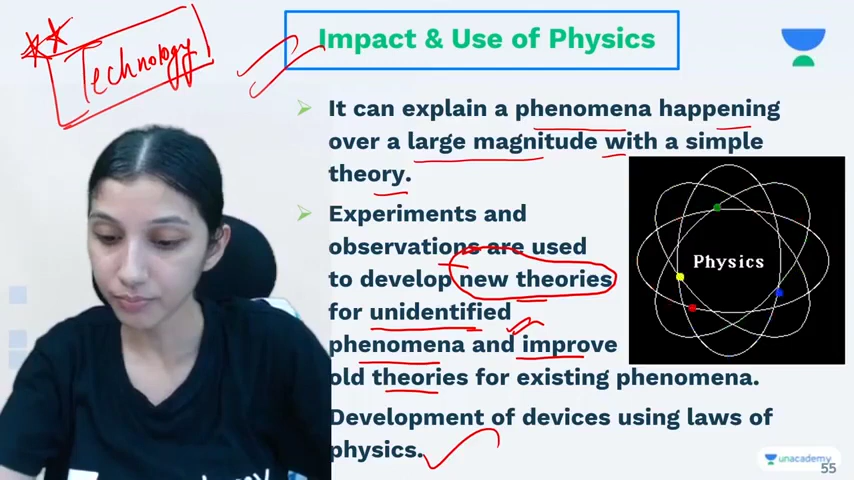 Technology
Impact & Use of Physics
It can explain a phenomena happening
over a large magnitude with a simple
theory.
Experiments and
observations are used
to develop new theories
for unidentified
phenomena and improve
old theories for existing phenomena.
Development of devices using laws of
physics.
Physics
unacademy
55